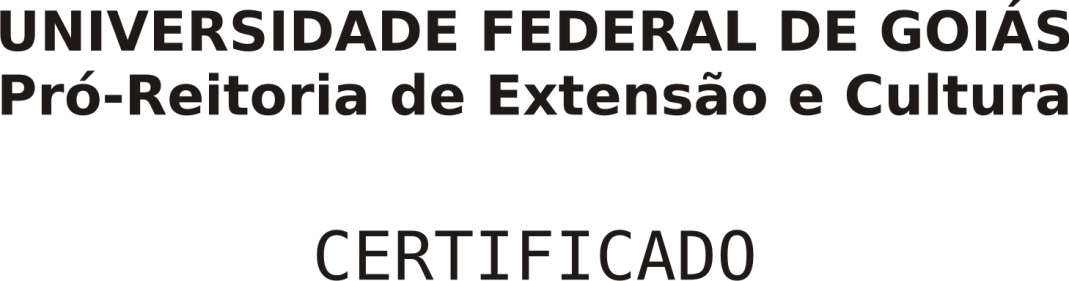 UNIVERSIDADE FEDERAL DE GOIÁS
Pró-Reitoria de Extensão e Cultura
CERTIFICADO